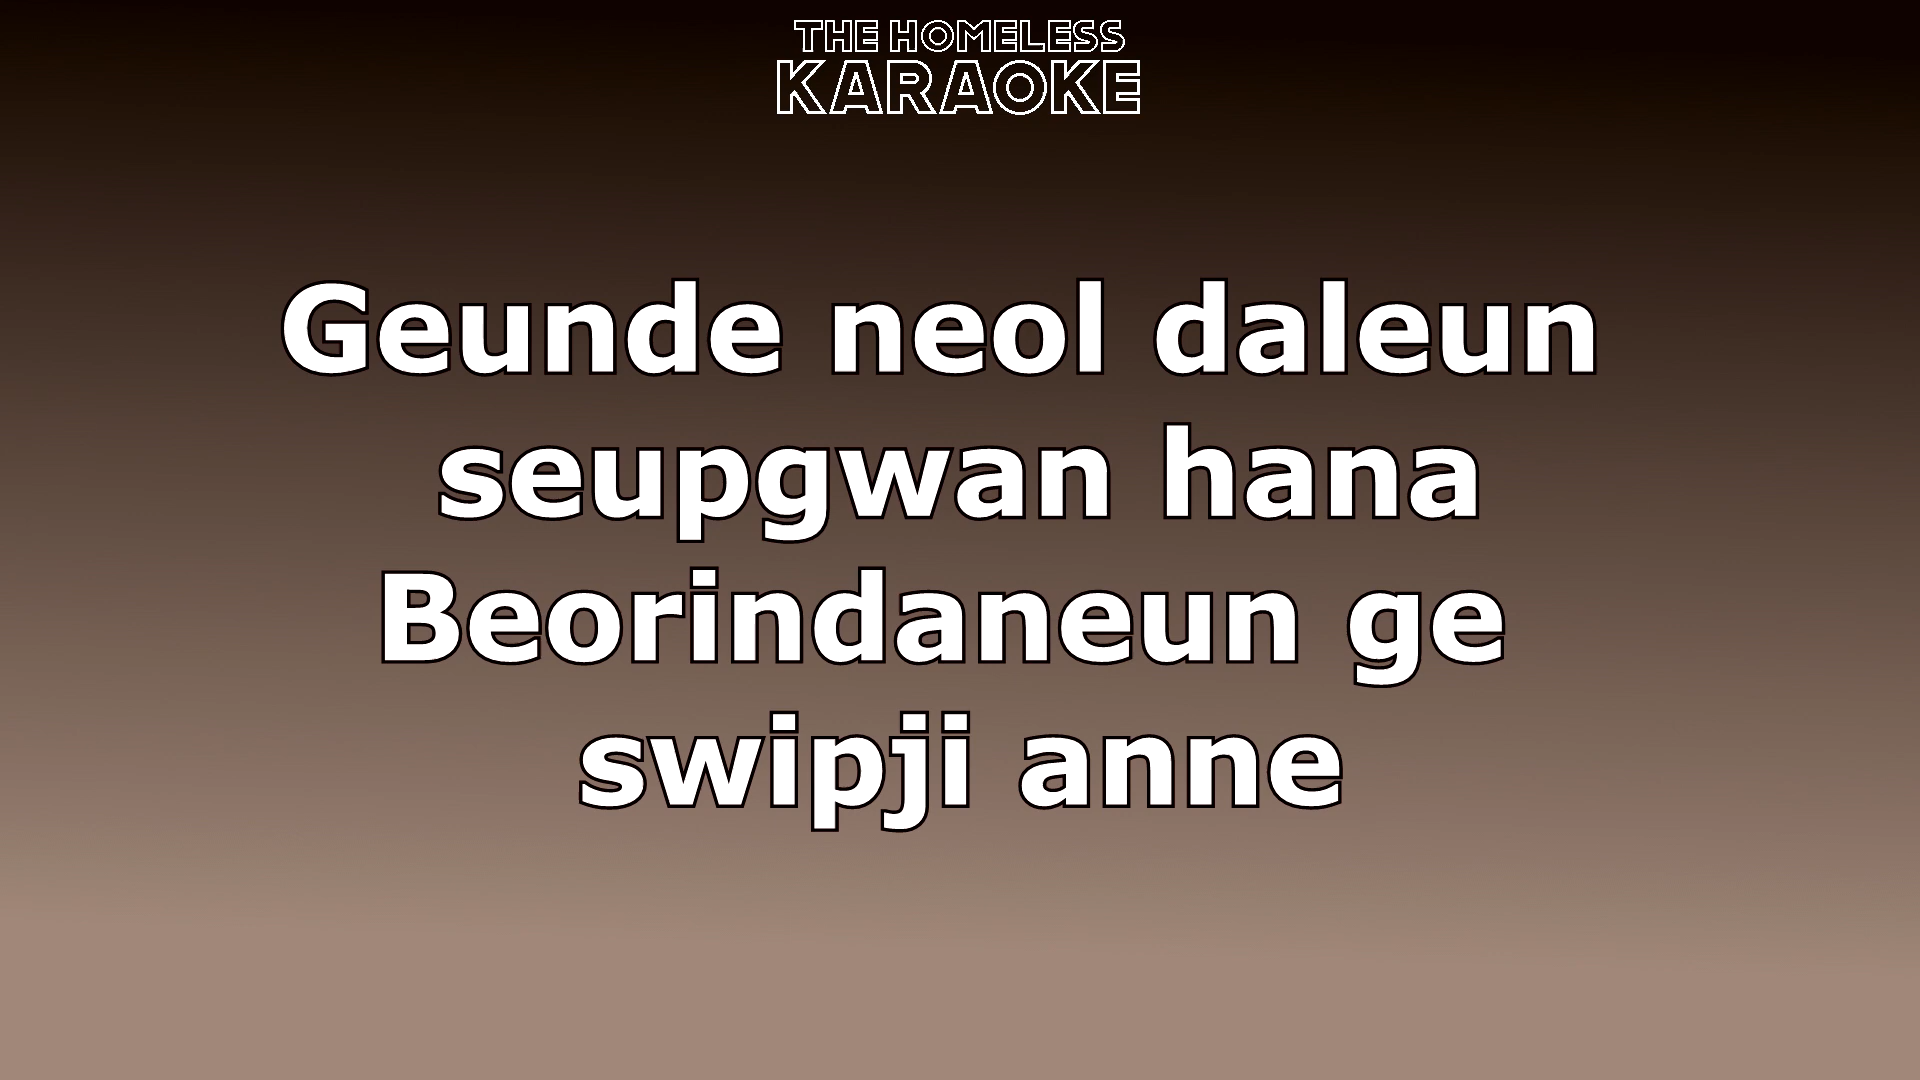 THE HOMELESS
KARAOKE
Geunde neol daleun
seupgwan hana
Beorindaneun ge
swipji anne